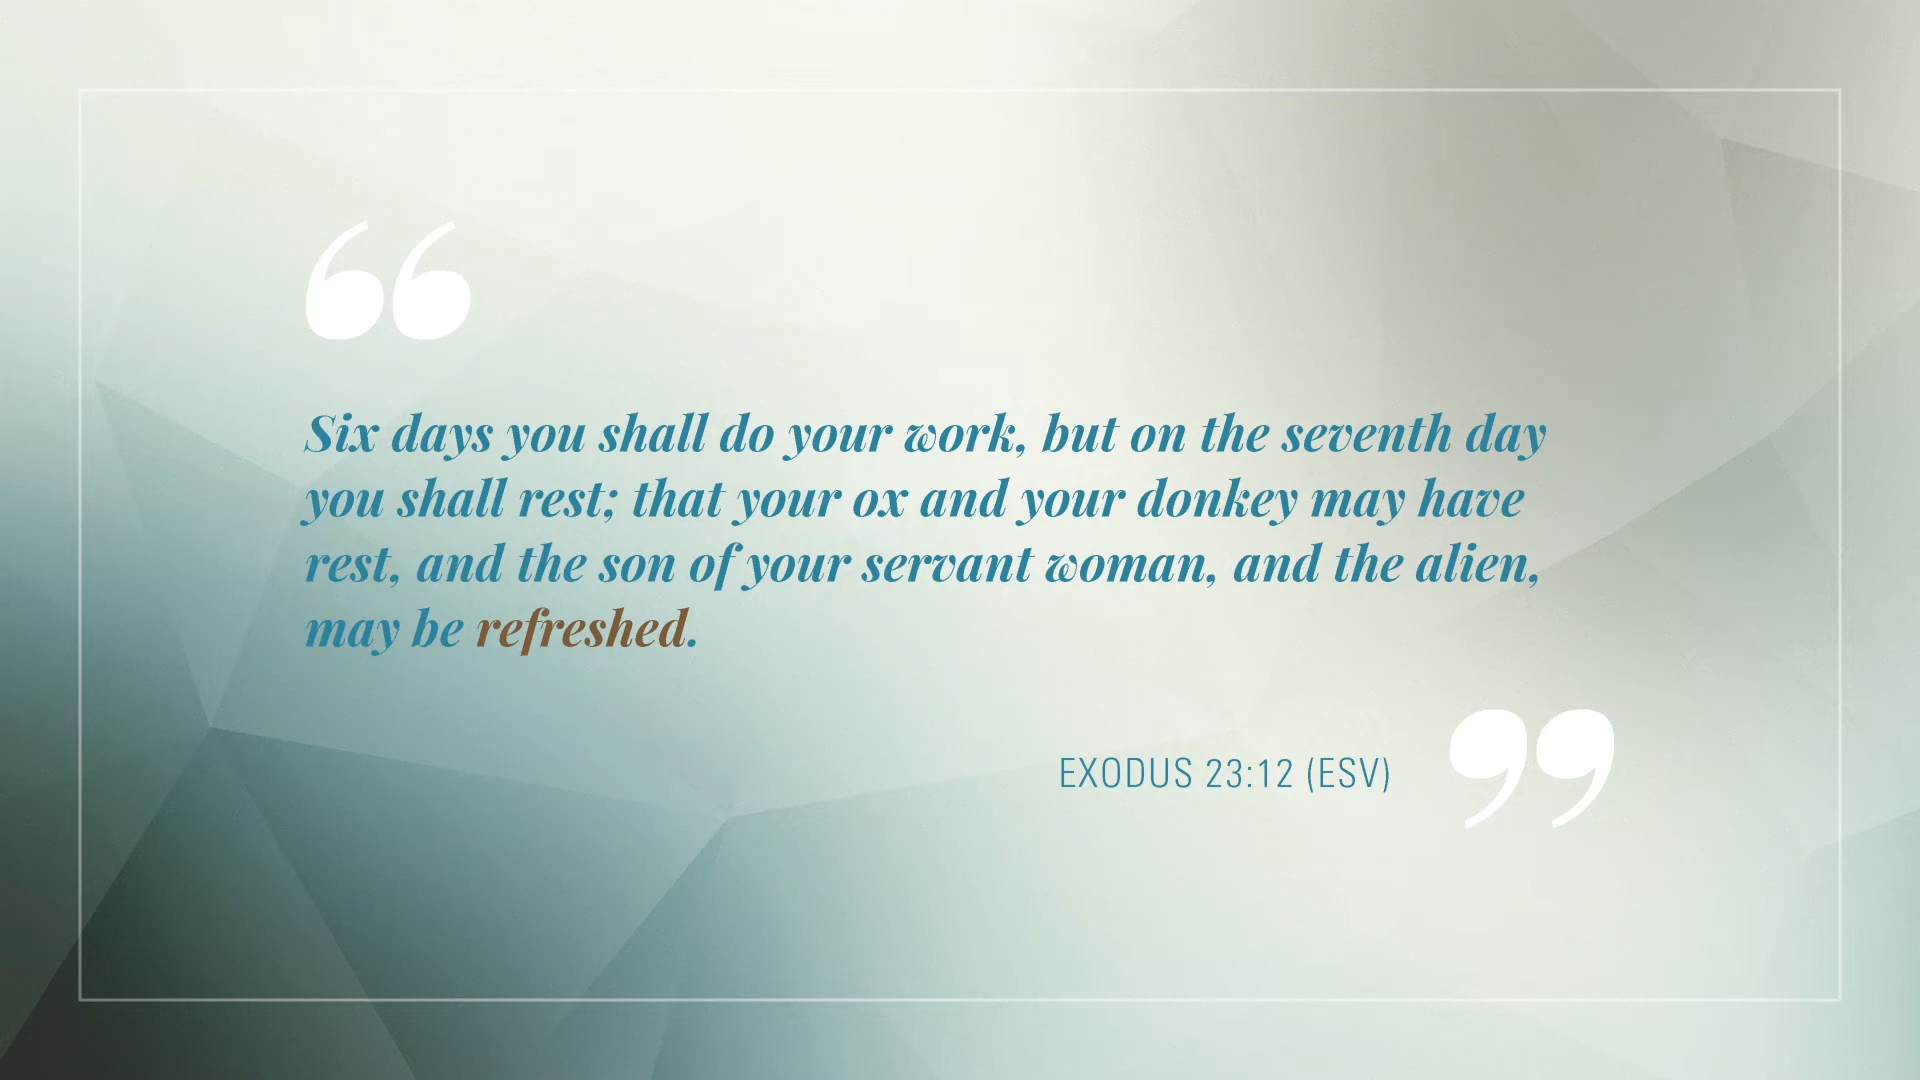 “
Six days you shall do your work, but on the seventh day
you shall rest; that your ox and your donkey may have
rest, and the son of your servant woman, and the alien,
may be refreshed.
EXODUS 23:12 (ESV)
”